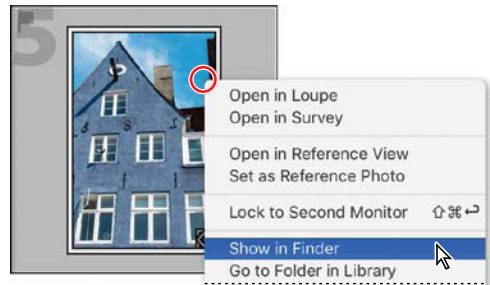 5
Open in Loupe
Open in Survey
Open in Reference View
Set as Reference Photo
Lock to Second Monitor ⇧⌘↩
Show in Finder
Go to Folder in Library